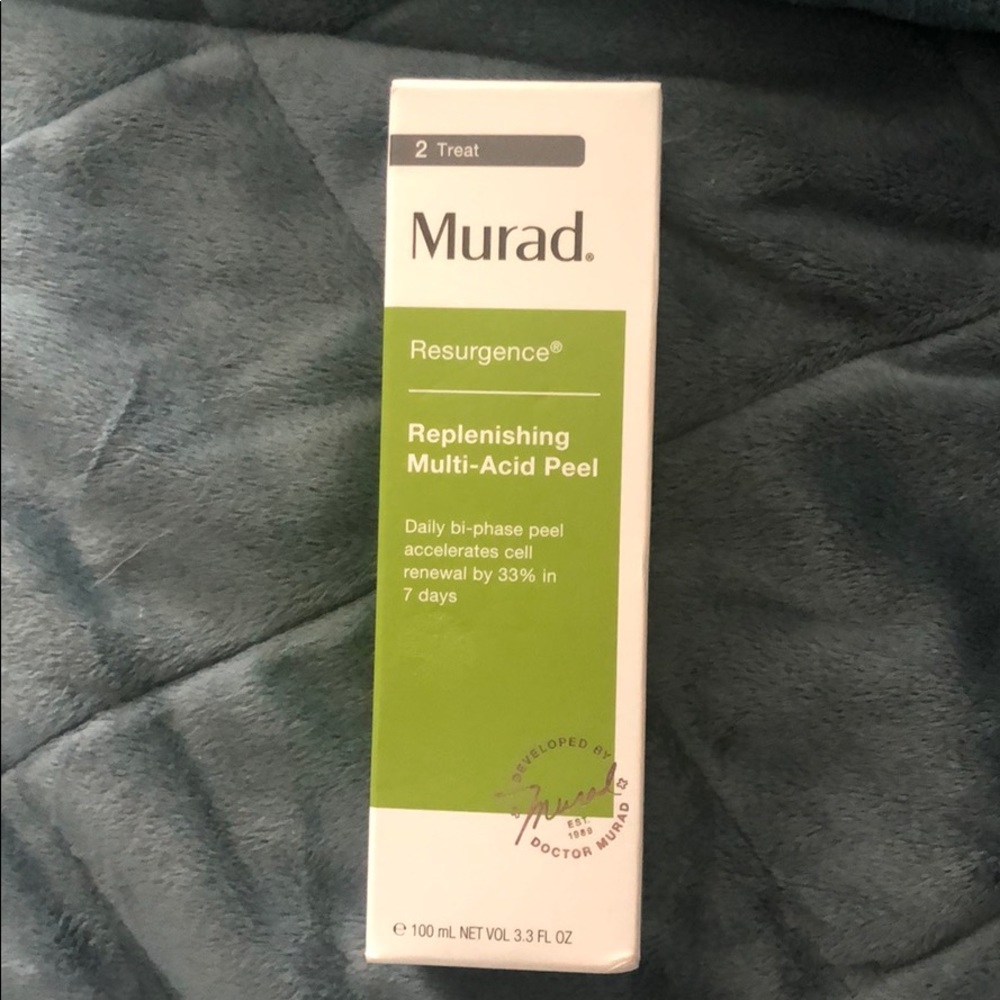 2 Treat
Murad®
Resurgence®
Replenishing
Multi-Acid Peel
Daily bi-phase peel
accelerates cell
renewal by 33% in
7 days
DEVELOPED BY
Murad
EST.
1989
DOCTOR MURAD
℮ 100 mL NET VOL 3.3 FL OZ